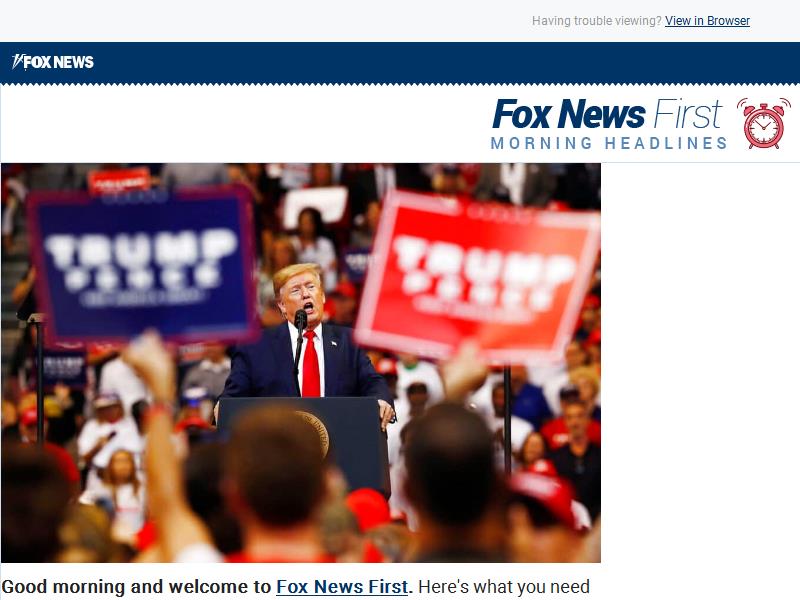 Having trouble viewing? View in Browser
FOX NEWS
Fox News First
MORNING HEADLINES
TRUMP
TRUMP
PENCE
TRUMP
PENCE
Good morning and welcome to Fox News First. Here's what you need